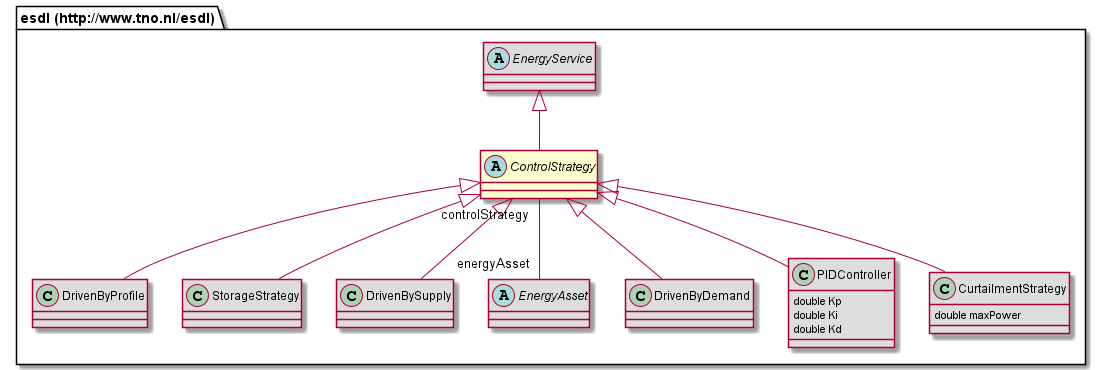 esdl (http://www.tno.nl/esdl)
A EnergyService
A ControlStrategy
controlStrategy
energyAsset
C DrivenByProfile
C StorageStrategy
C DrivenBySupply
A EnergyAsset
C DrivenByDemand
C PIDController
double Kp
double Ki
double Kd
C CurtailmentStrategy
double maxPower